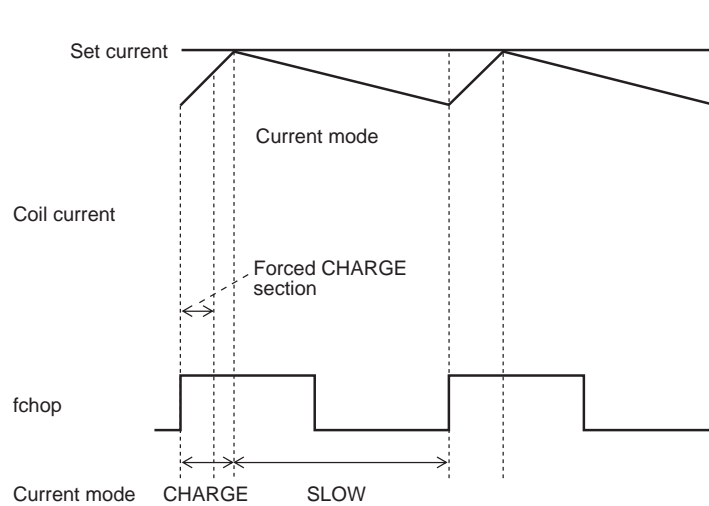 Set current
Current mode
Coil current
Forced CHARGE
section
fchop
Current mode CHARGE SLOW